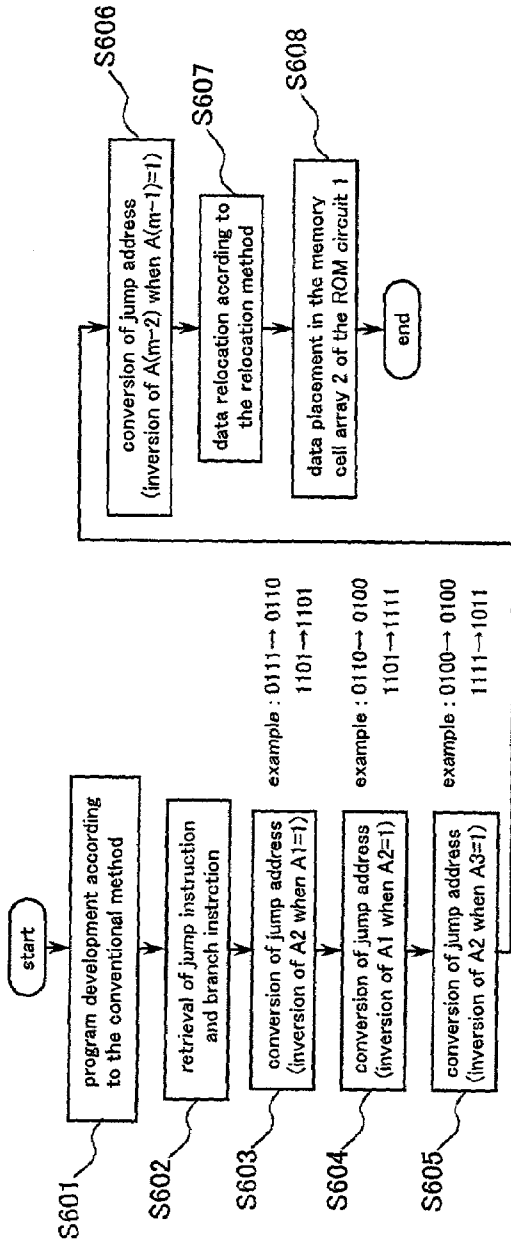 start
S601
program development according
to the conventional method
S602
retrieval of jump instruction
and branch instrction
S603
conversion of jump address
(inversion of A2 when A1=1)
example : 0111→ 0110
1101→1101
S604
conversion of jump address
(inversion of A1 when A2=1)
example : 0110→ 0100
1101→1111
S605
conversion of jump address
(inversion of A2 when A3=1)
example : 0100→ 0100
1111→1011
S606
conversion of jump address
(inversion of A(m-2) when A(m-1)=1)
S607
data relocation accrding to
the relocation method
S608
data placement in the memory
cell array 2 of the ROM circuit 1
end